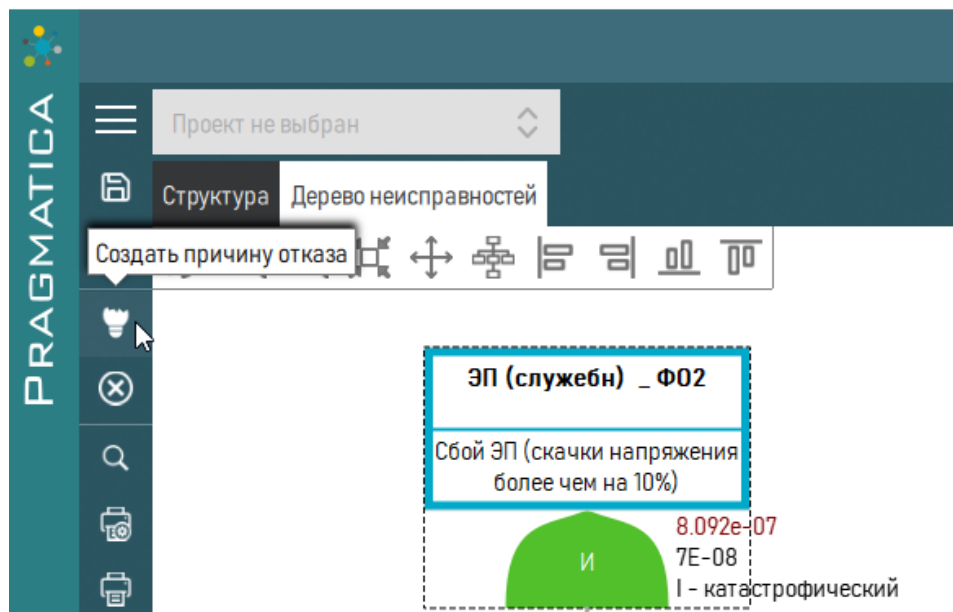 PRAGMATICA
Проект не выбран
Структура
Дерево неисправностей
Создать причину отказа
ЭП (служебн) _ ФО2
Сбой ЭП (скачки напряжения
более чем на 10%)
8.092e-07
И
7E-08
I - катастрофический